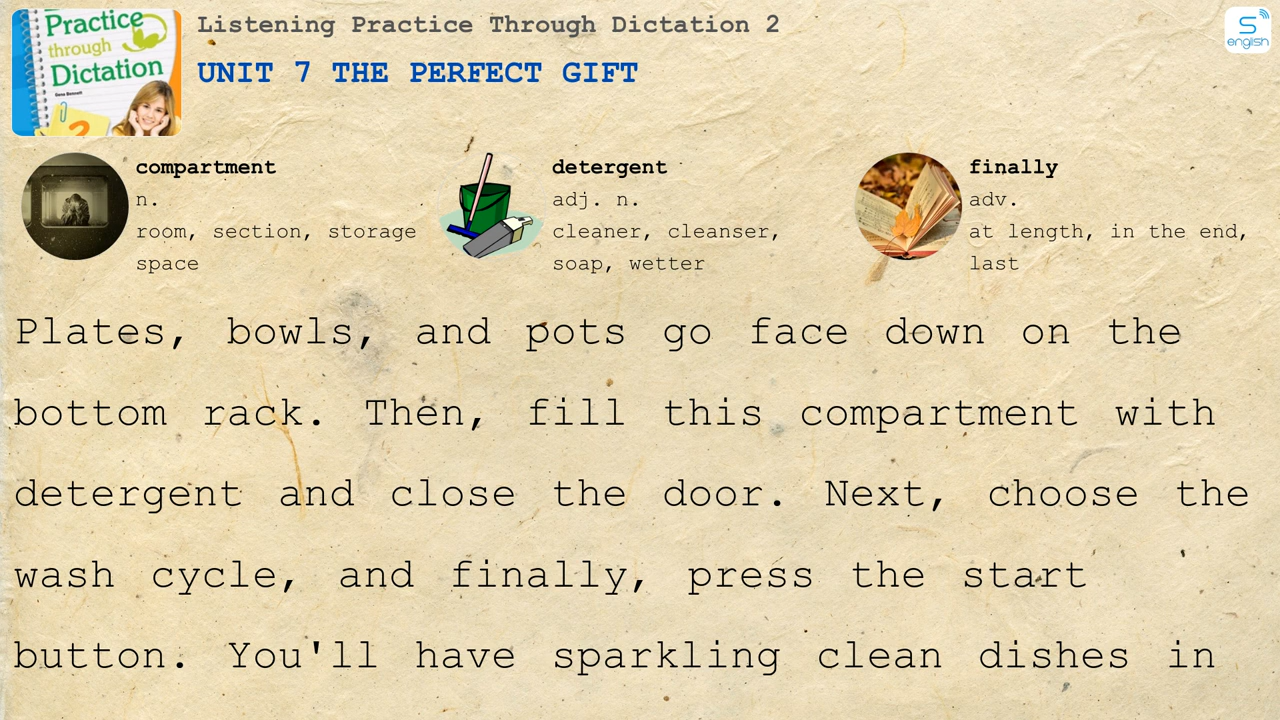 Practice
through
Dictation
Listening Practice Through Dictation 2
UNIT 7 THE PERFECT GIFT
S
english
compartment
n.
room, section, storage
space
detergent
adj. n.
cleaner, cleanser,
soap, wetter
finally
adv.
at length, in the end,
last
Plates, bowls, and pots go face down on the
bottom rack. Then, fill this compartment with
detergent and close the door. Next, choose the
wash cycle, and finally, press the start
button. You'll have sparkling clean dishes in